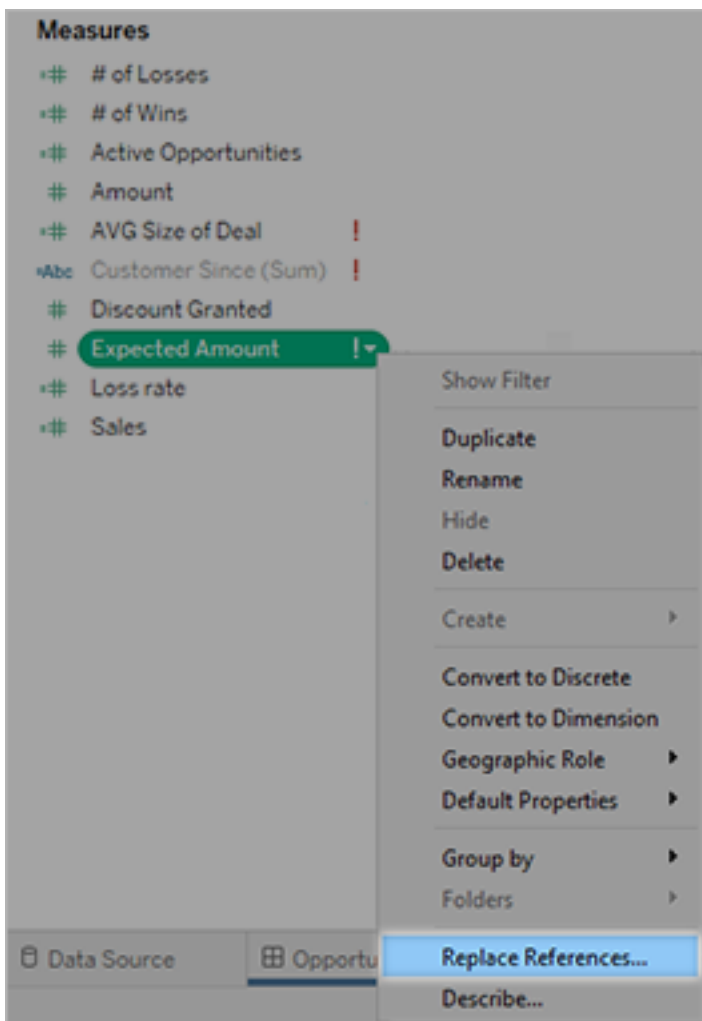 Measures
# of Losses
# of Wins
Active Opportunities
Amount
AVG Size of Deal !
Abc Customer Since (Sum) !
Discount Granted
Expected Amount !
Loss rate
Sales
Show Filter
Duplicate
Rename
Hide
Delete
Create
Convert to Discrete
Convert to Dimension
Geographic Role
Default Properties
Group by
Folders
Replace References...
Describe...
Data Source
Opportu